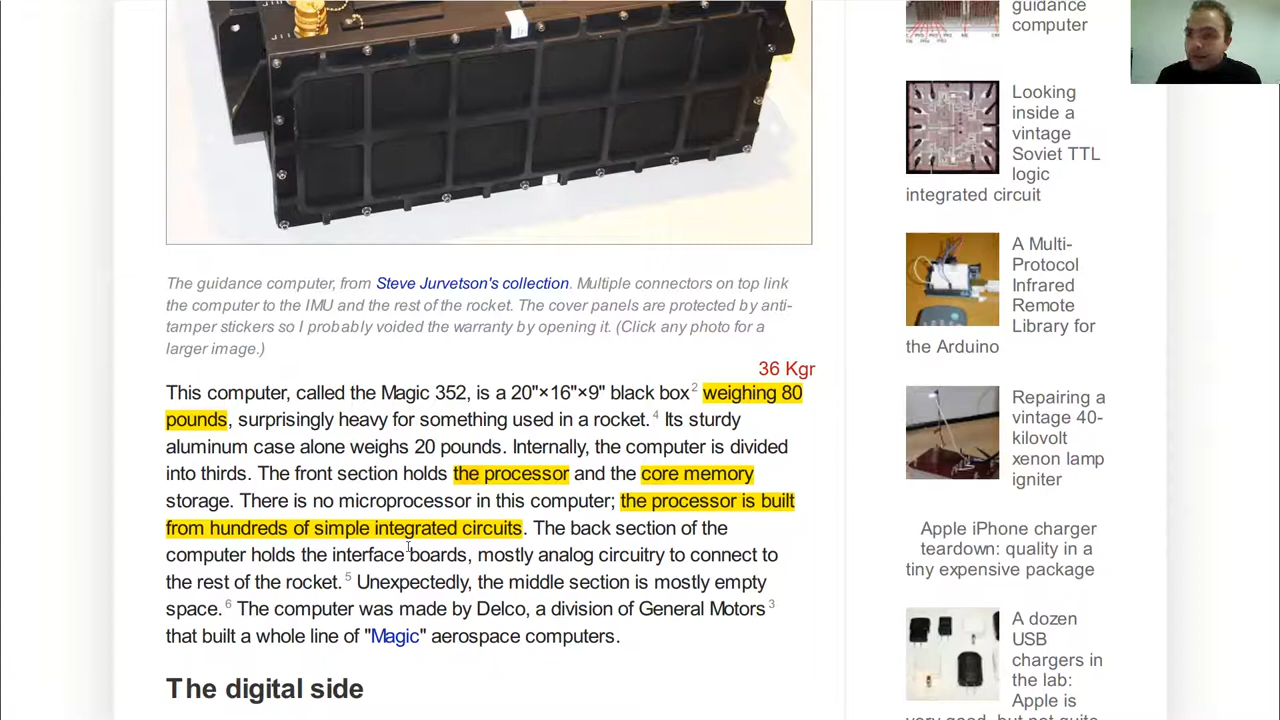 The guidance computer, from Steve Jurvetson's collection. Multiple connectors on top link
the computer to the IMU and the rest of the rocket. The cover panels are protected by anti-
tamper stickers so I probably voided the warranty by opening it. (Click any photo for a
larger image.)
36 Kgr
This computer, called the Magic 352, is a 20"×16"×9" black box2 weighing 80
pounds, surprisingly heavy for something used in a rocket. 4 Its sturdy
aluminum case alone weighs 20 pounds. Internally, the computer is divided
into thirds. The front section holds the processor and the core memory
storage. There is no microprocessor in this computer; the processor is built
from hundreds of simple integrated circuits. The back section of the
computer holds the interface boards, mostly analog circuitry to connect to
the rest of the rocket. 5 Unexpectedly, the middle section is mostly empty
space. 6 The computer was made by Delco, a division of General Motors 3
that built a whole line of "Magic" aerospace computers.
The digital side
guidance
computer
Looking
inside a
vintage
Soviet TTL
logic
integrated circuit
A Multi-
Protocol
Infrared
Remote
Library for
the Arduino
Repairing a
vintage 40-
kilovolt
xenon lamp
igniter
Apple iPhone charger
teardown: quality in a
tiny expensive package
A dozen
USB
chargers in
the lab:
Apple is
very good, but not quite